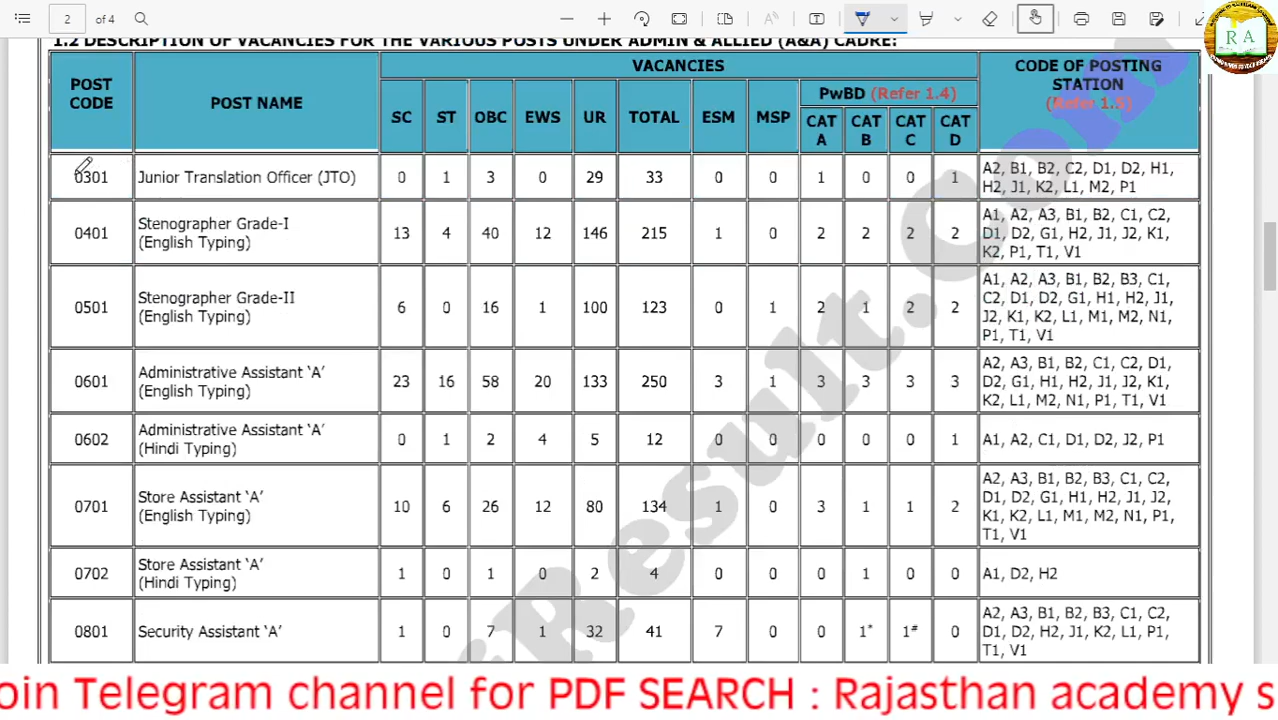 2
of 4
1.2 DESCRIPTION OF VACANCIES FOR THE VARIOUS POSTS UNDER ADMIN & ALLIED (A&A) CADRE:
POST CODE | POST NAME | VACANCIES | CODE OF POSTING STATION (Refer 1.5)
SC | ST | OBC | EWS | UR | TOTAL | ESM | MSP | PwBD (Refer 1.4)
CAT A | CAT B | CAT C | CAT D
0301 | Junior Translation Officer (JTO) | 0 | 1 | 3 | 0 | 29 | 33 | 0 | 0 | 1 | 0 | 0 | 1 | A2, B1, B2, C2, D1, D2, H1,
H2, J1, K2, L1, M2, P1
0401 | Stenographer Grade-I (English Typing) | 13 | 4 | 40 | 12 | 146 | 215 | 1 | 0 | 2 | 2 | 2 | 2 | A1, A2, A3, B1, B2, C1, C2,
D1, D2, G1, H2, J1, J2, K1,
K2, P1, T1, V1
0501 | Stenographer Grade-II (English Typing) | 6 | 0 | 16 | 1 | 100 | 123 | 0 | 1 | 2 | 1 | 2 | 2 | A1, A2, A3, B1, B2, B3, C1,
C2, D1, D2, G1, H1, H2, J1,
J2, K1, K2, L1, M1, M2, N1,
P1, T1, V1
0601 | Administrative Assistant ‘A’ (English Typing) | 23 | 16 | 58 | 20 | 133 | 250 | 3 | 1 | 3 | 3 | 3 | 3 | A2, A3, B1, B2, C1, C2, D1,
D2, G1, H1, H2, J1, J2, K1,
K2, L1, M2, N1, P1, T1, V1
0602 | Administrative Assistant ‘A’ (Hindi Typing) | 0 | 1 | 2 | 4 | 5 | 12 | 0 | 0 | 0 | 0 | 0 | 1 | A1, A2, C1, D1, D2, J2, P1
0701 | Store Assistant ‘A’ (English Typing) | 10 | 6 | 26 | 12 | 80 | 134 | 1 | 0 | 3 | 1 | 1 | 2 | A2, A3, B1, B2, B3, C1, C2,
D1, D2, G1, H1, H2, J1, J2,
K1, K2, L1, M1, M2, N1, P1,
T1, V1
0702 | Store Assistant ‘A’ (Hindi Typing) | 1 | 0 | 1 | 0 | 2 | 4 | 0 | 0 | 0 | 1 | 0 | 0 | A1, D2, H2
0801 | Security Assistant ‘A’ | 1 | 0 | 7 | 1 | 32 | 41 | 7 | 0 | 0 | 1* | 1# | 0 | A2, A3, B1, B2, B3, C1, C2,
D1, D2, H2, J1, K2, L1, P1,
T1, V1
iResult.Com
RA
oin Telegram channel for PDF SEARCH : Rajasthan academy s